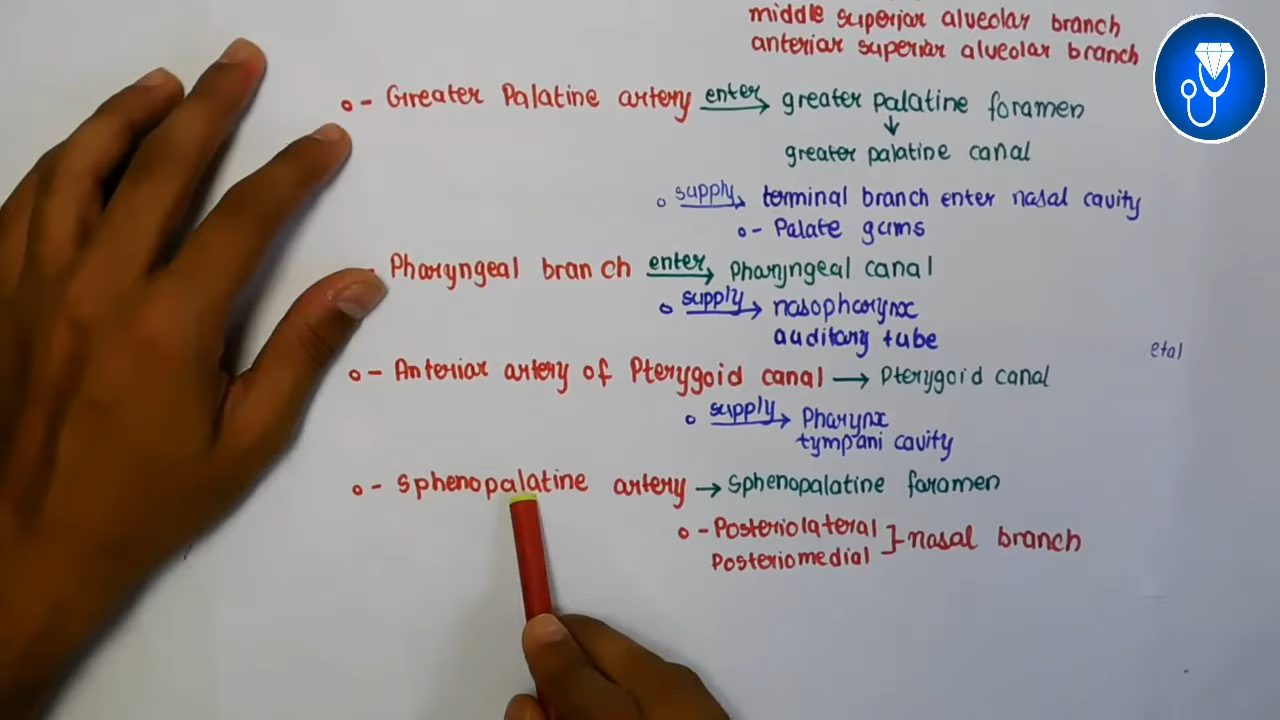 middle superior alveolar branch
anterior superior alveolar branch
- Greater Palatine artery enter → greater palatine foramen
↓
greater palatine canal
supply → terminal branch enter nasal cavity
- Palate gums
- Pharyngeal branch enter → Pharyngeal canal
supply → nasopharynx
auditory tube
etal
- Anterior artery of Pterygoid canal → Pterygoid canal
supply → Pharynx
tympani cavity
- Sphenopalatine artery → Sphenopalatine foramen
- Posteriolateral } - nasal branch
Posteriomedial